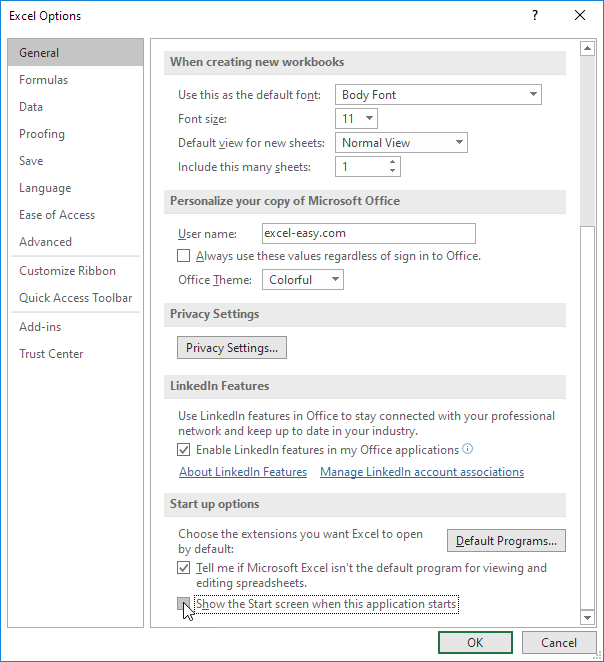 Excel Options
?
General
Formulas
Data
Proofing
Save
Language
Ease of Access
Advanced
Customize Ribbon
Quick Access Toolbar
Add-ins
Trust Center
When creating new workbooks
Use this as the default font: Body Font
Font size: 11
Default view for new sheets: Normal View
Include this many sheets: 1
Personalize your copy of Microsoft Office
User name: excel-easy.com
Always use these values regardless of sign in to Office.
Office Theme: Colorful
Privacy Settings
Privacy Settings...
LinkedIn Features
Use LinkedIn features in Office to stay connected with your professional
network and keep up to date in your industry.
Enable LinkedIn features in my Office applications
About LinkedIn Features Manage LinkedIn account associations
Start up options
Choose the extensions you want Excel to open
by default:
Default Programs...
Tell me if Microsoft Excel isn't the default program for viewing and
editing spreadsheets.
Show the Start screen when this application starts
OK Cancel